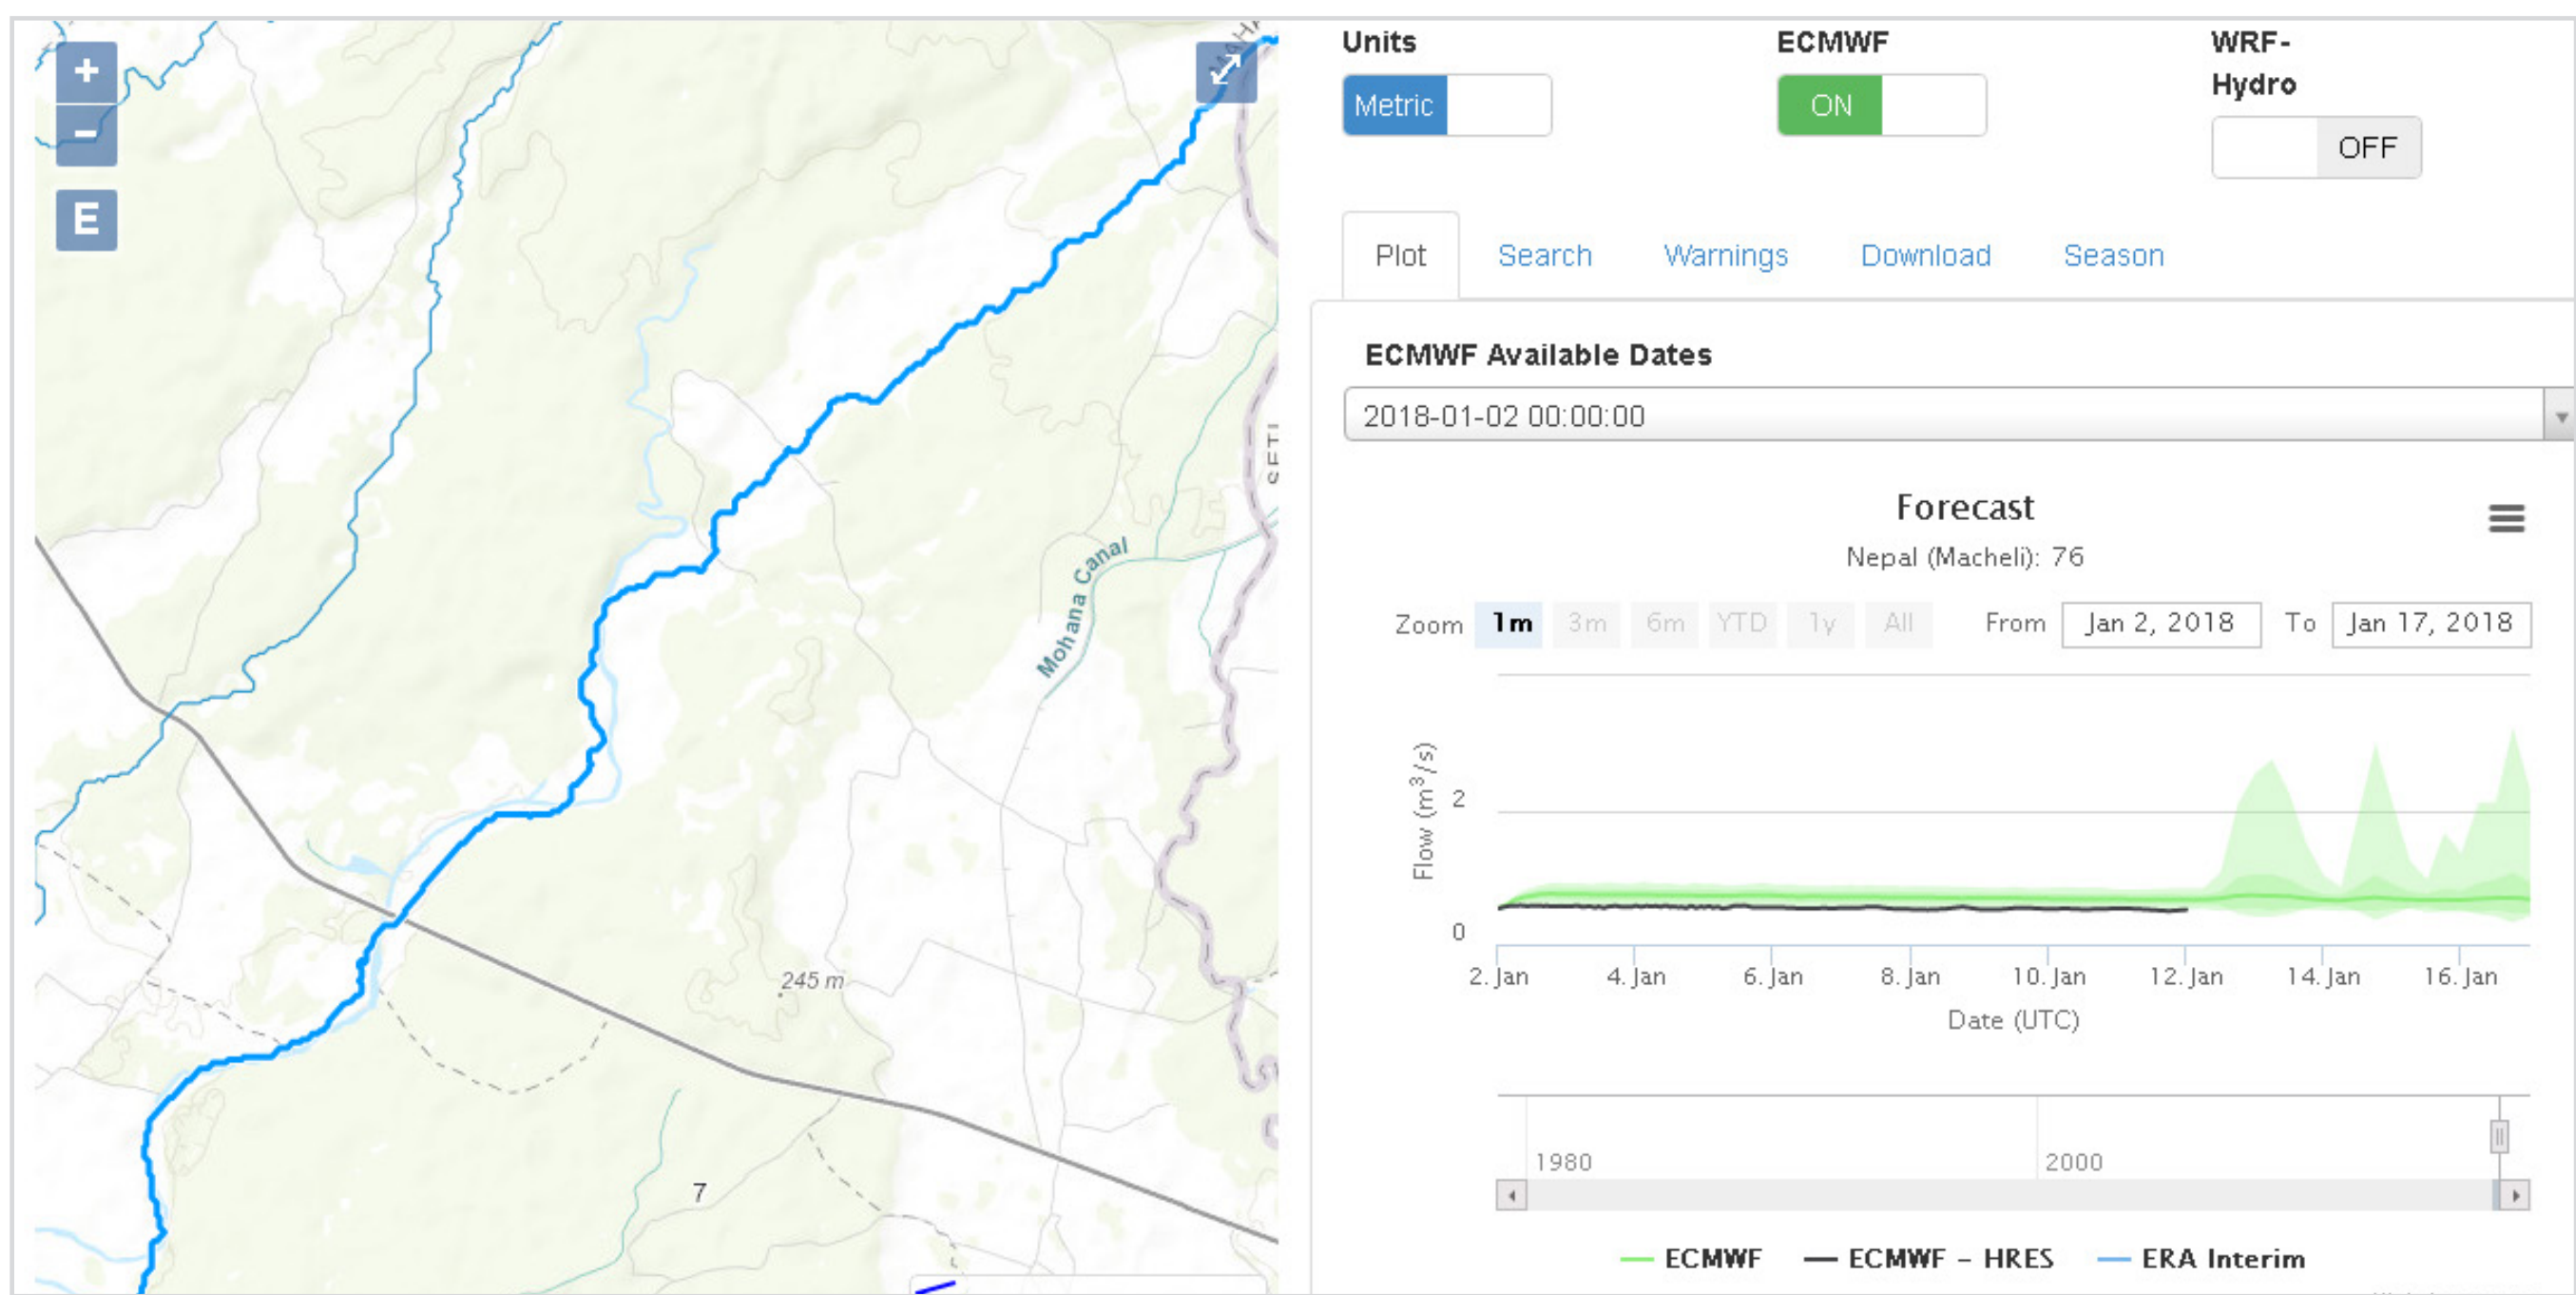 +
−
E
SETI
Mohana Canal
245 m
7
Units
Metric
ECMWF
ON
WRF-
Hydro
OFF
Plot
Search
Warnings
Download
Season
ECMWF Available Dates
2018-01-02 00:00:00
Forecast
Nepal (Macheli): 76
Zoom 1m 3m 6m YTD 1y All From Jan 2, 2018 To Jan 17, 2018
Flow (m³/s)
2
0
2. Jan 4. Jan 6. Jan 8. Jan 10. Jan 12. Jan 14. Jan 16. Jan
Date (UTC)
1980 2000
ECMWF ECMWF – HRES ERA Interim